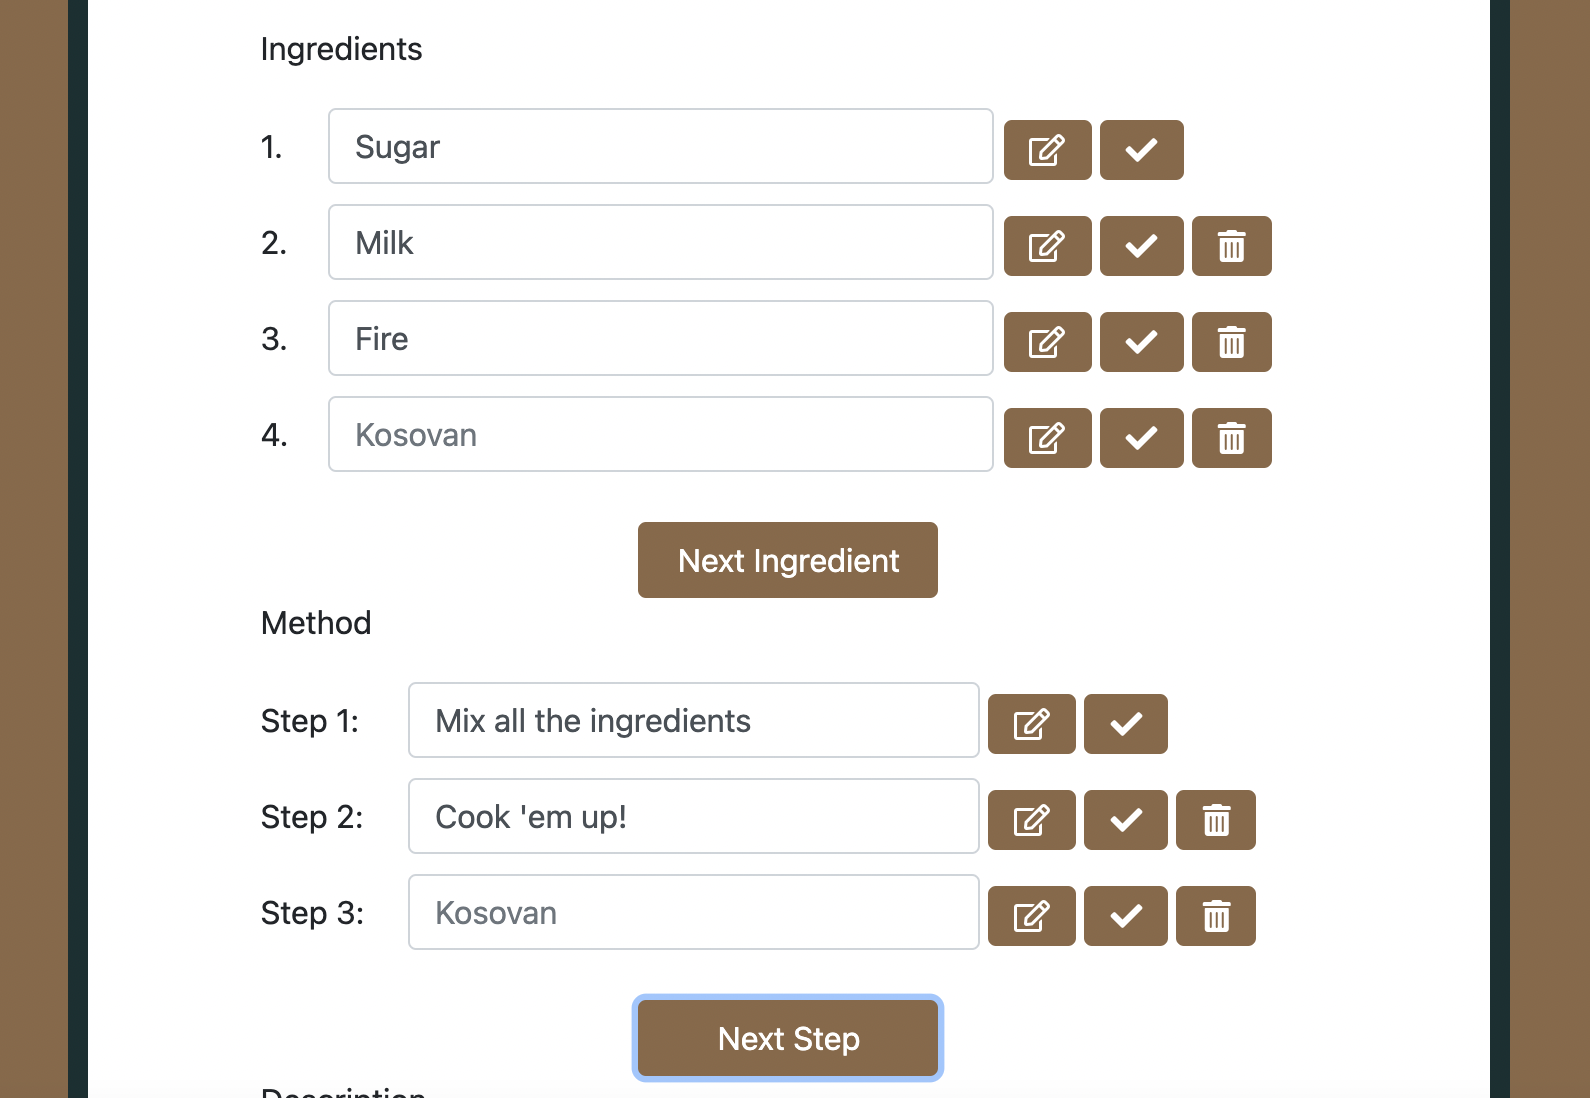 Ingredients
1. Sugar
2. Milk
3. Fire
4. Kosovan
Next Ingredient
Method
Step 1: Mix all the ingredients
Step 2: Cook 'em up!
Step 3: Kosovan
Next Step
Description